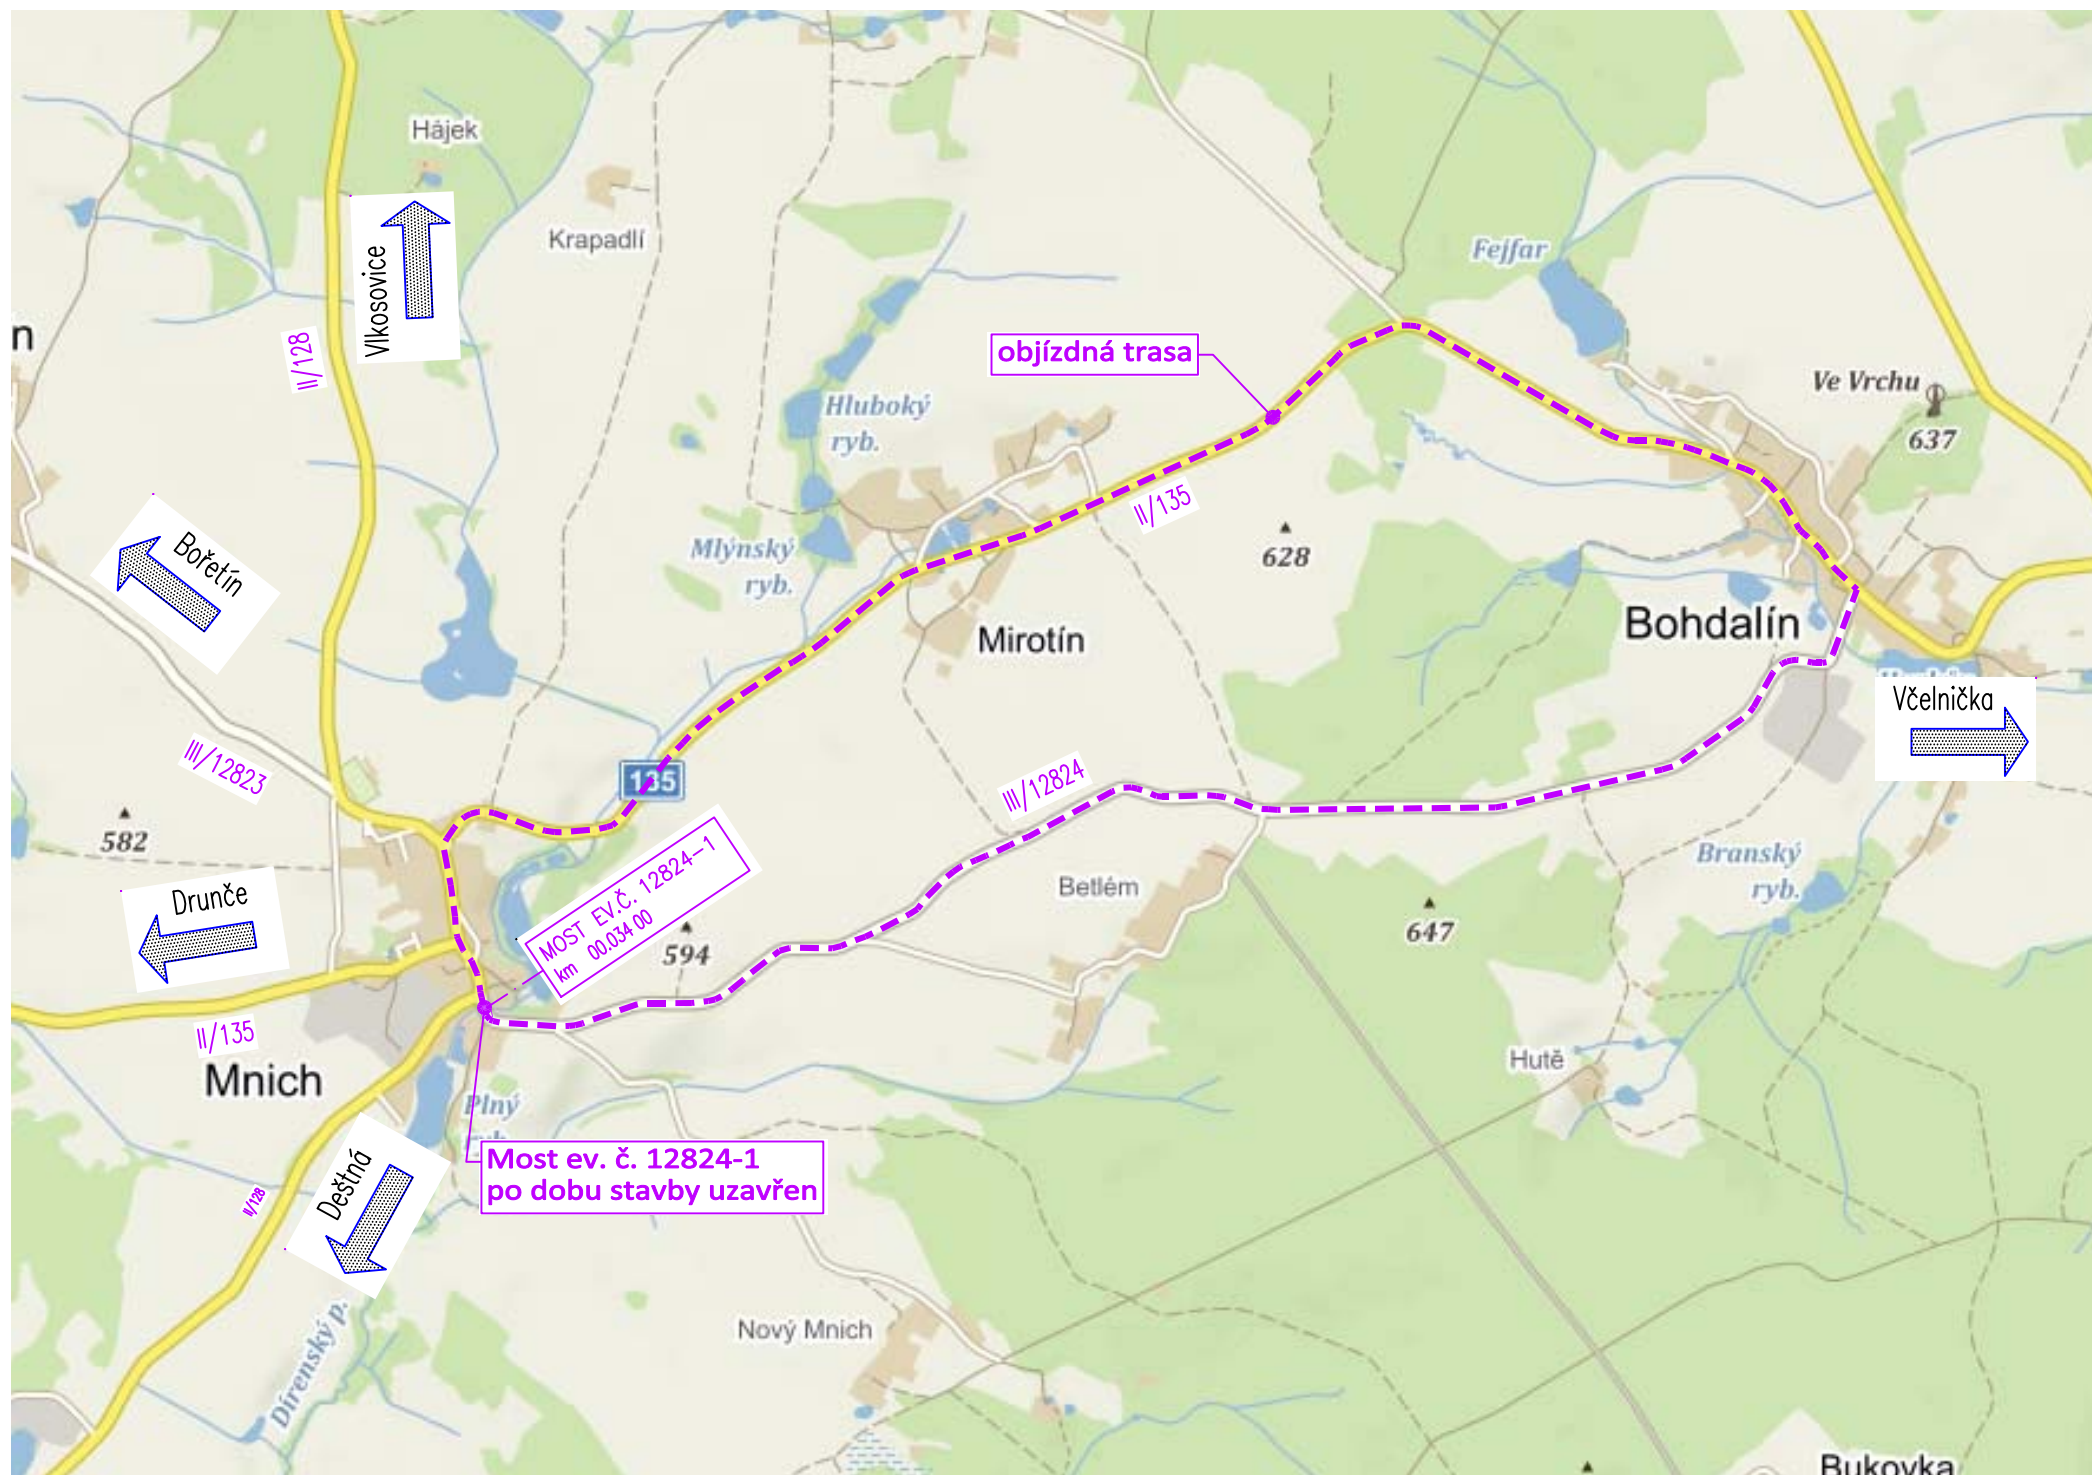 Hájek
Krapadlí
Vlkosovice
II/128
Fejfar
objízdná trasa
Ve Vrchu
637
Hluboký
ryb.
n
II/135
628
Bořetín
Mlýnský
ryb.
Mirotín
Bohdalín
Včelnička
III/12823
135
III/12824
582
MOST EV.Č. 12824-1
km 00.034 00
594
Betlém
Branský
ryb.
647
Drunče
II/135
Mnich
Hutě
Plný
Most ev. č. 12824-1
po dobu stavby uzavřen
Deštná
II/128
Dírenský p.
Nový Mnich
Bukovka